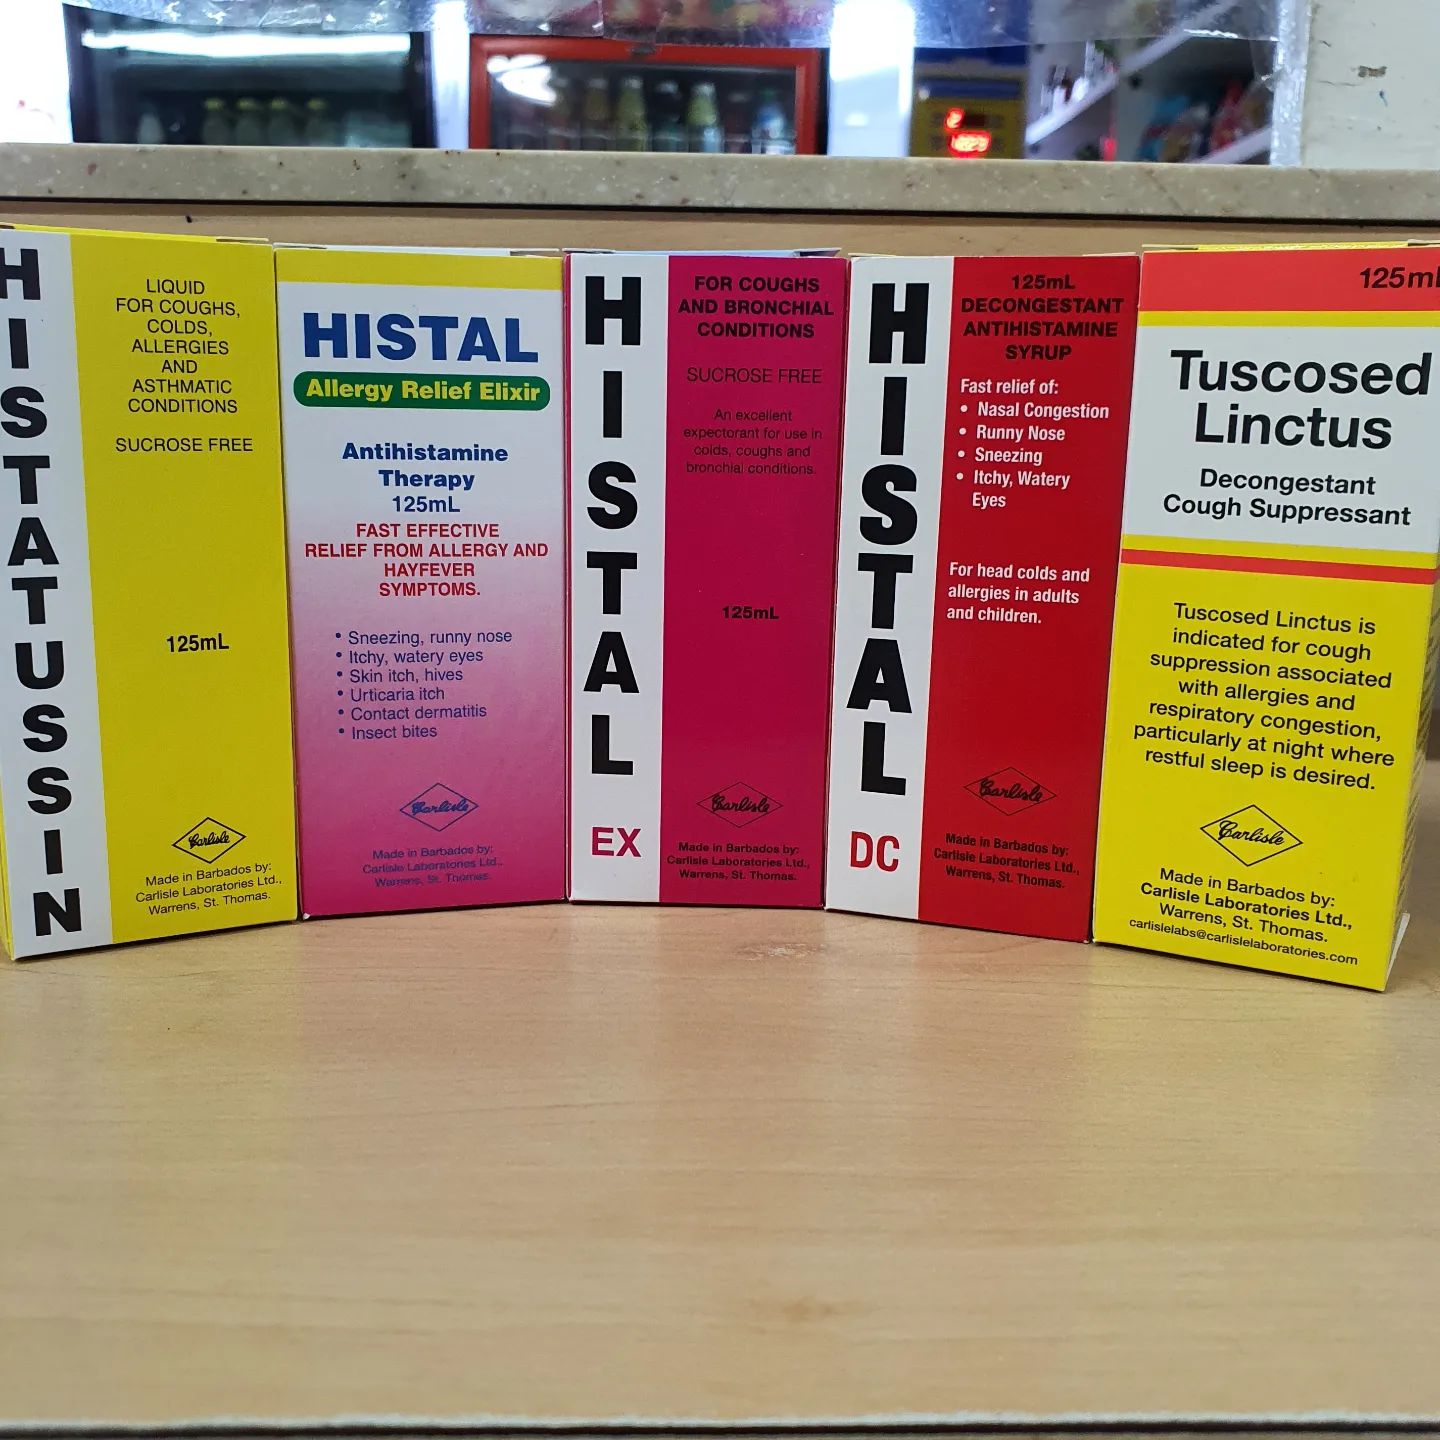 HISTATUSSIN
LIQUID
FOR COUGHS,
COLDS,
ALLERGIES
AND
ASTHMATIC
CONDITIONS
SUCROSE FREE
125mL
Carlisle
Made in Barbados by:
Carlisle Laboratories Ltd.,
Warrens, St. Thomas.
HISTAL
Allergy Relief Elixir
Antihistamine
Therapy
125mL
FAST EFFECTIVE
RELIEF FROM ALLERGY AND
HAYFEVER
SYMPTOMS.
• Sneezing, runny nose
• Itchy, watery eyes
• Skin itch, hives
• Urticaria itch
• Contact dermatitis
• Insect bites
Carlisle
Made in Barbados by:
Carlisle Laboratories Ltd.,
Warrens, St. Thomas.
HISTAL
EX
FOR COUGHS
AND BRONCHIAL
CONDITIONS
SUCROSE FREE
An excellent
expectorant for use in
colds, coughs and
bronchial conditions.
125mL
Carlisle
Made in Barbados by:
Carlisle Laboratories Ltd.,
Warrens, St. Thomas.
HISTAL
DC
125mL
DECONGESTANT
ANTIHISTAMINE
SYRUP
Fast relief of:
• Nasal Congestion
• Runny Nose
• Sneezing
• Itchy, Watery
Eyes
For head colds and
allergies in adults
and children.
Carlisle
Made in Barbados by:
Carlisle Laboratories Ltd.,
Warrens, St. Thomas.
125mL
Tuscosed
Linctus
Decongestant
Cough Suppressant
Tuscosed Linctus is
indicated for cough
suppression associated
with allergies and
respiratory congestion,
particularly at night where
restful sleep is desired.
Carlisle
Made in Barbados by:
Carlisle Laboratories Ltd.,
Warrens, St. Thomas.
carlislelabs@carlislelaboratories.com